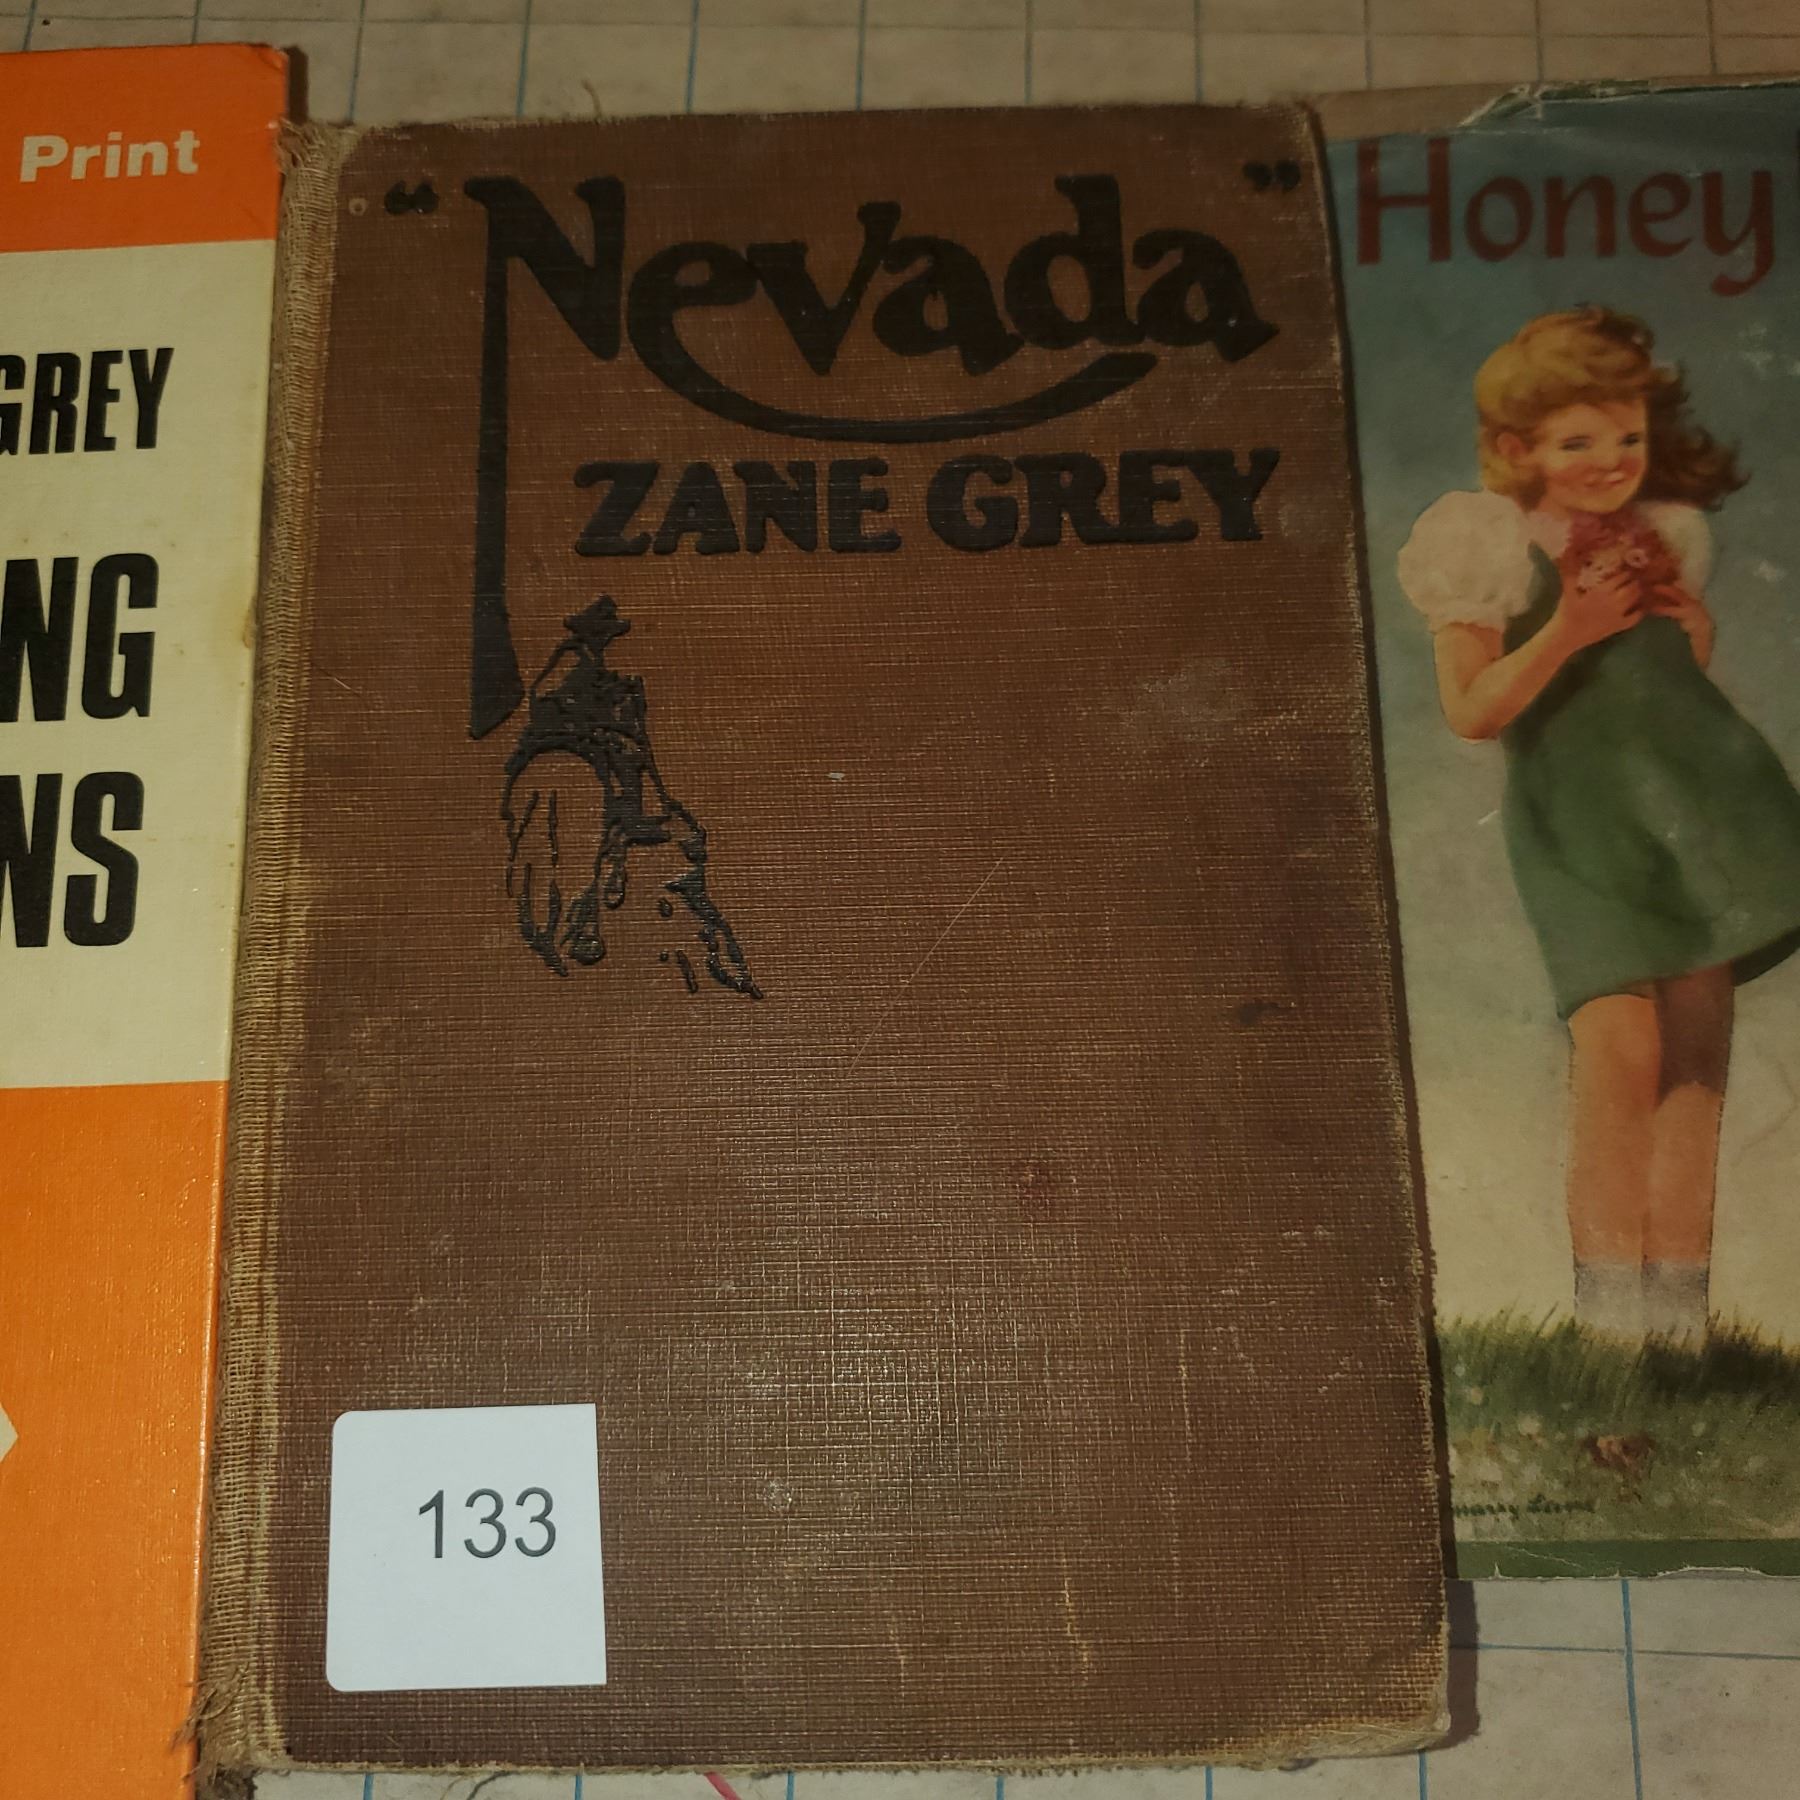 Print
GREY
NG
NS
“Nevada”
ZANE GREY
133
Honey